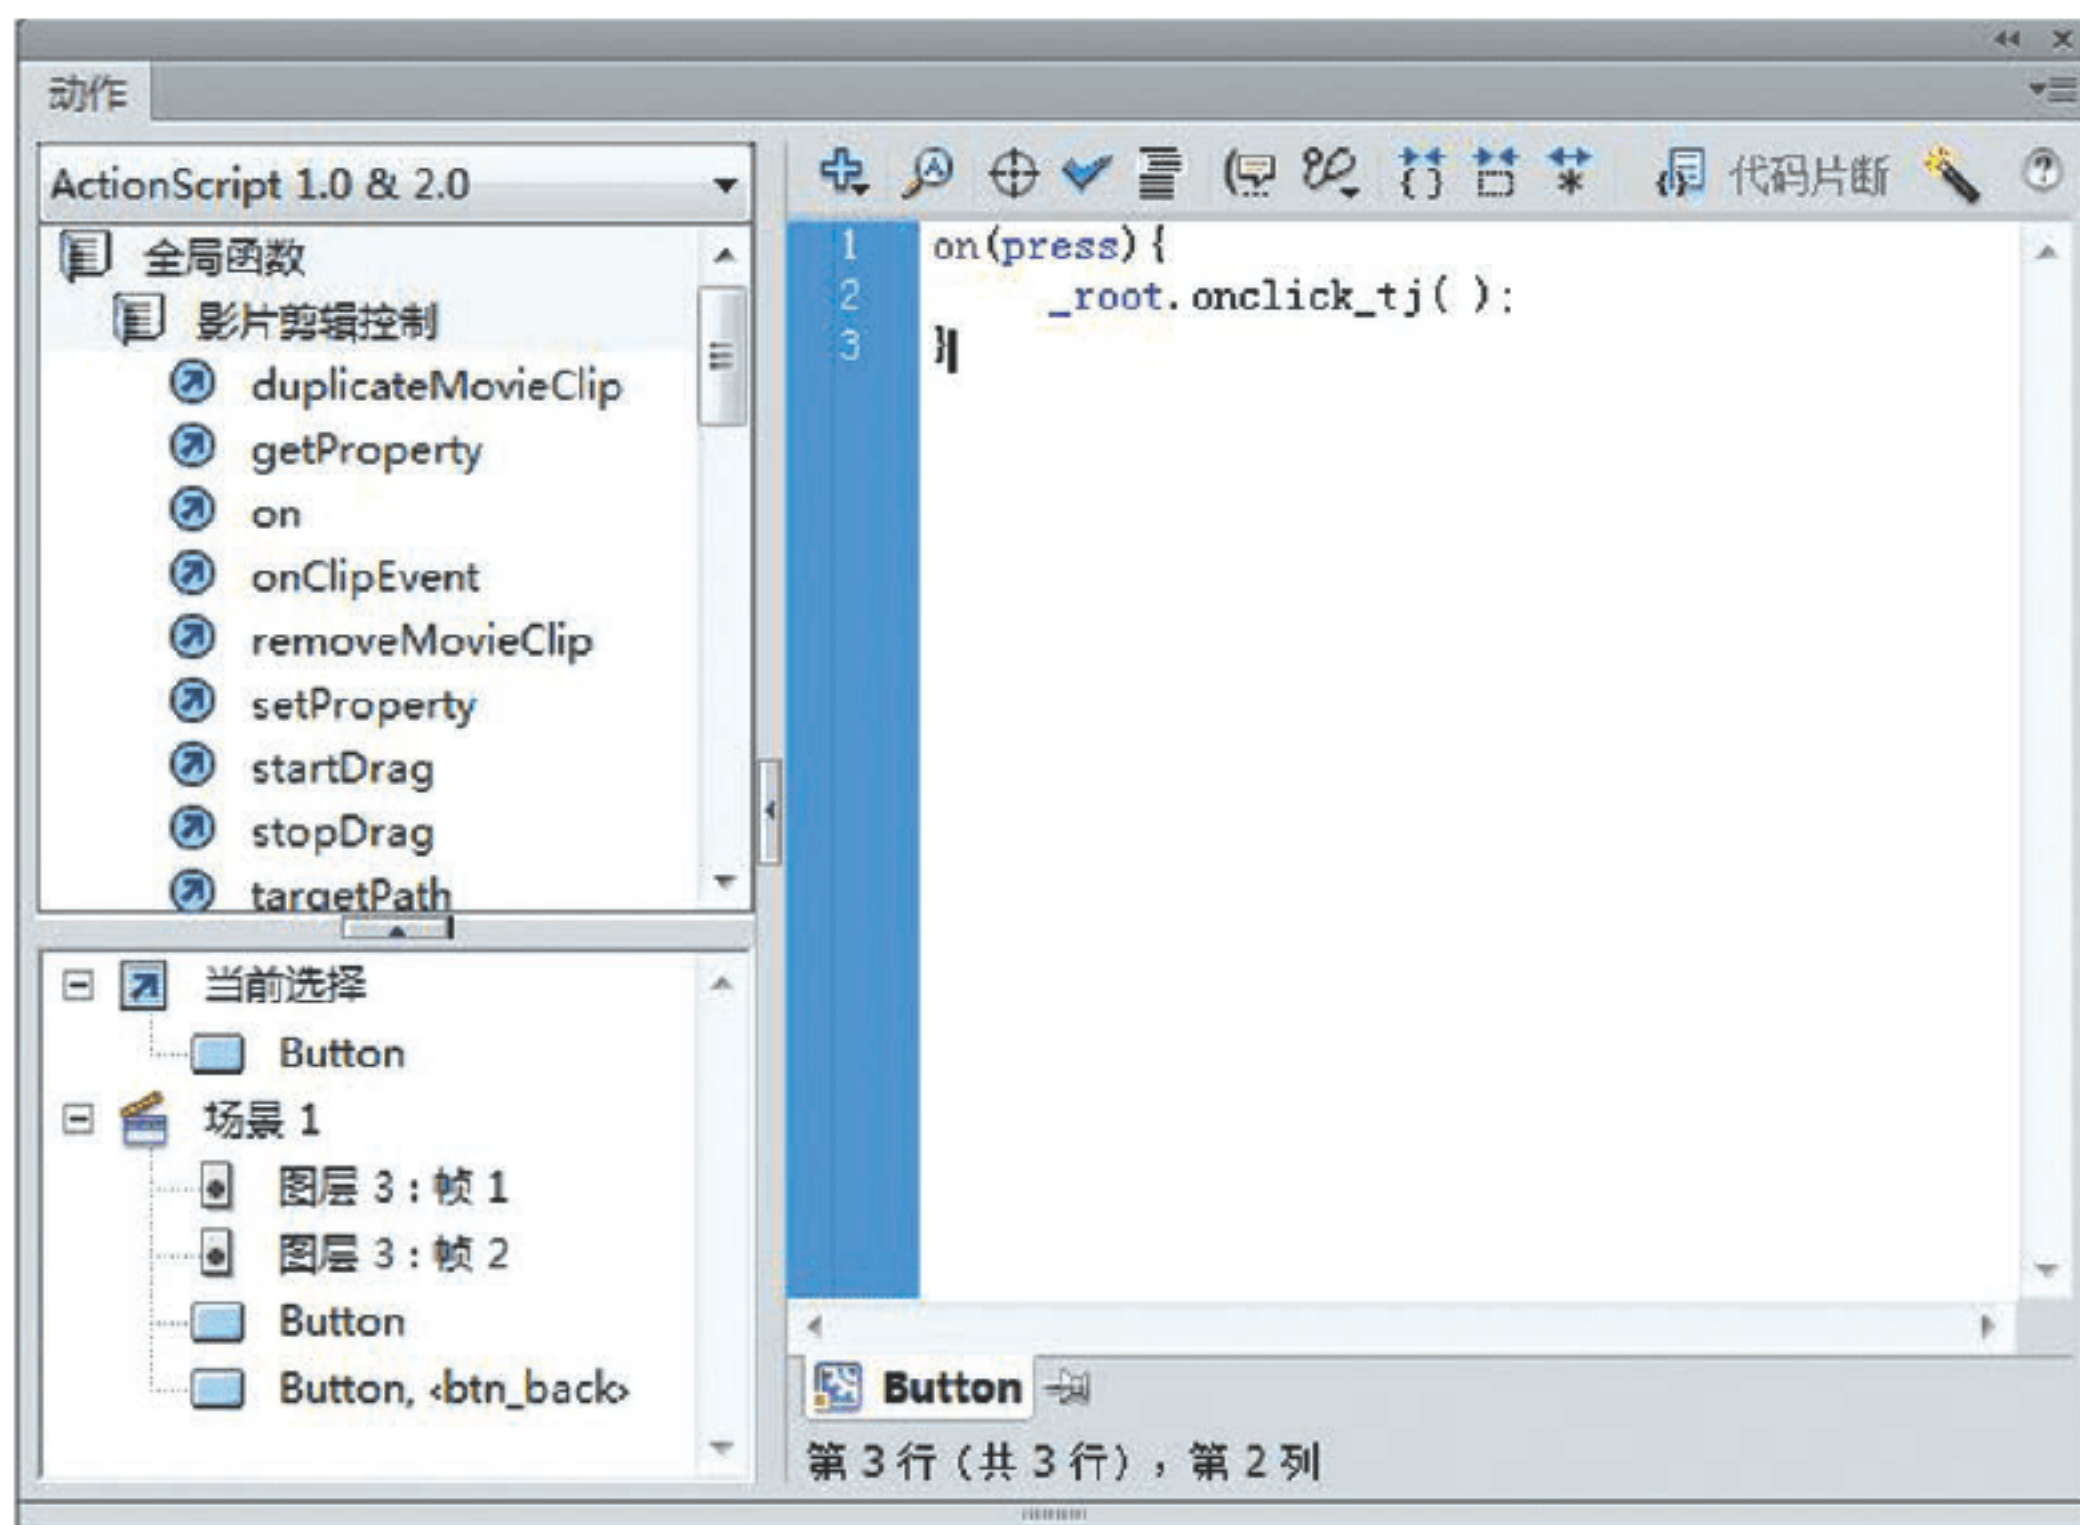 动作
ActionScript 1.0 & 2.0
全局函数
影片剪辑控制
duplicateMovieClip
getProperty
on
onClipEvent
removeMovieClip
setProperty
startDrag
stopDrag
targetPath
当前选择
Button
场景 1
图层 3 : 帧 1
图层 3 : 帧 2
Button
Button, <btn_back>
代码片断
1 on(press){
2 _root.onclick_tj( );
3 }
Button
第 3 行 (共 3 行) , 第 2 列